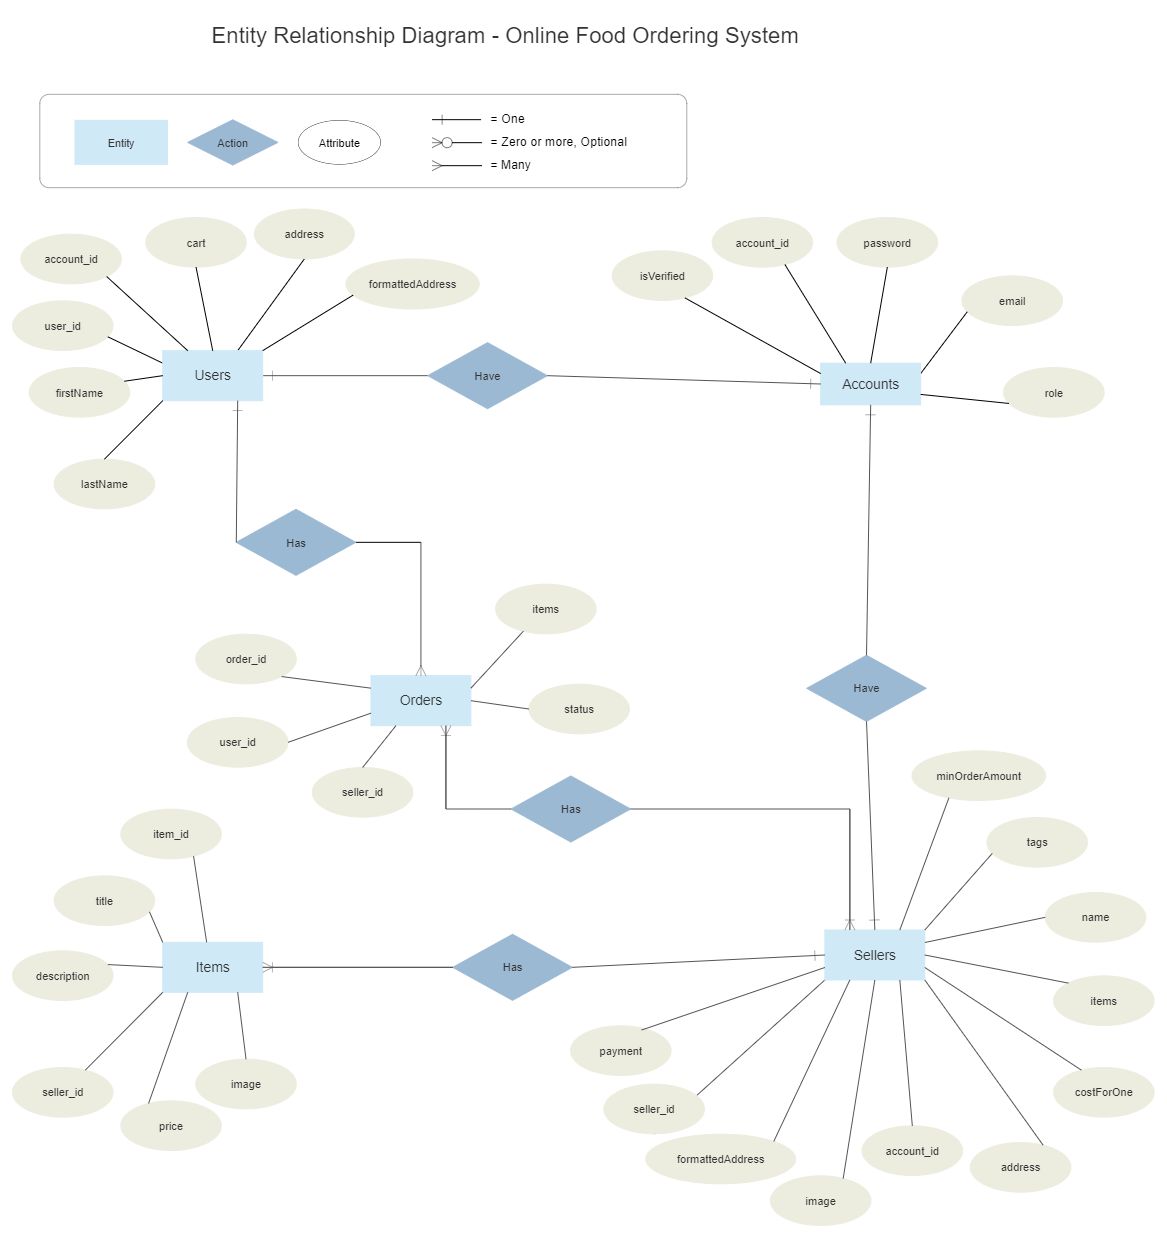 Entity Relationship Diagram - Online Food Ordering System
Entity
Action
Attribute
= One
= Zero or more, Optional
= Many
account_id
cart
address
formattedAddress
user_id
firstName
lastName
Users
Have
isVerified
account_id
password
email
role
Accounts
Has
Have
items
order_id
Orders
status
user_id
seller_id
Has
minOrderAmount
tags
name
items
costForOne
address
account_id
image
formattedAddress
seller_id
payment
Sellers
Has
item_id
title
description
Items
seller_id
price
image